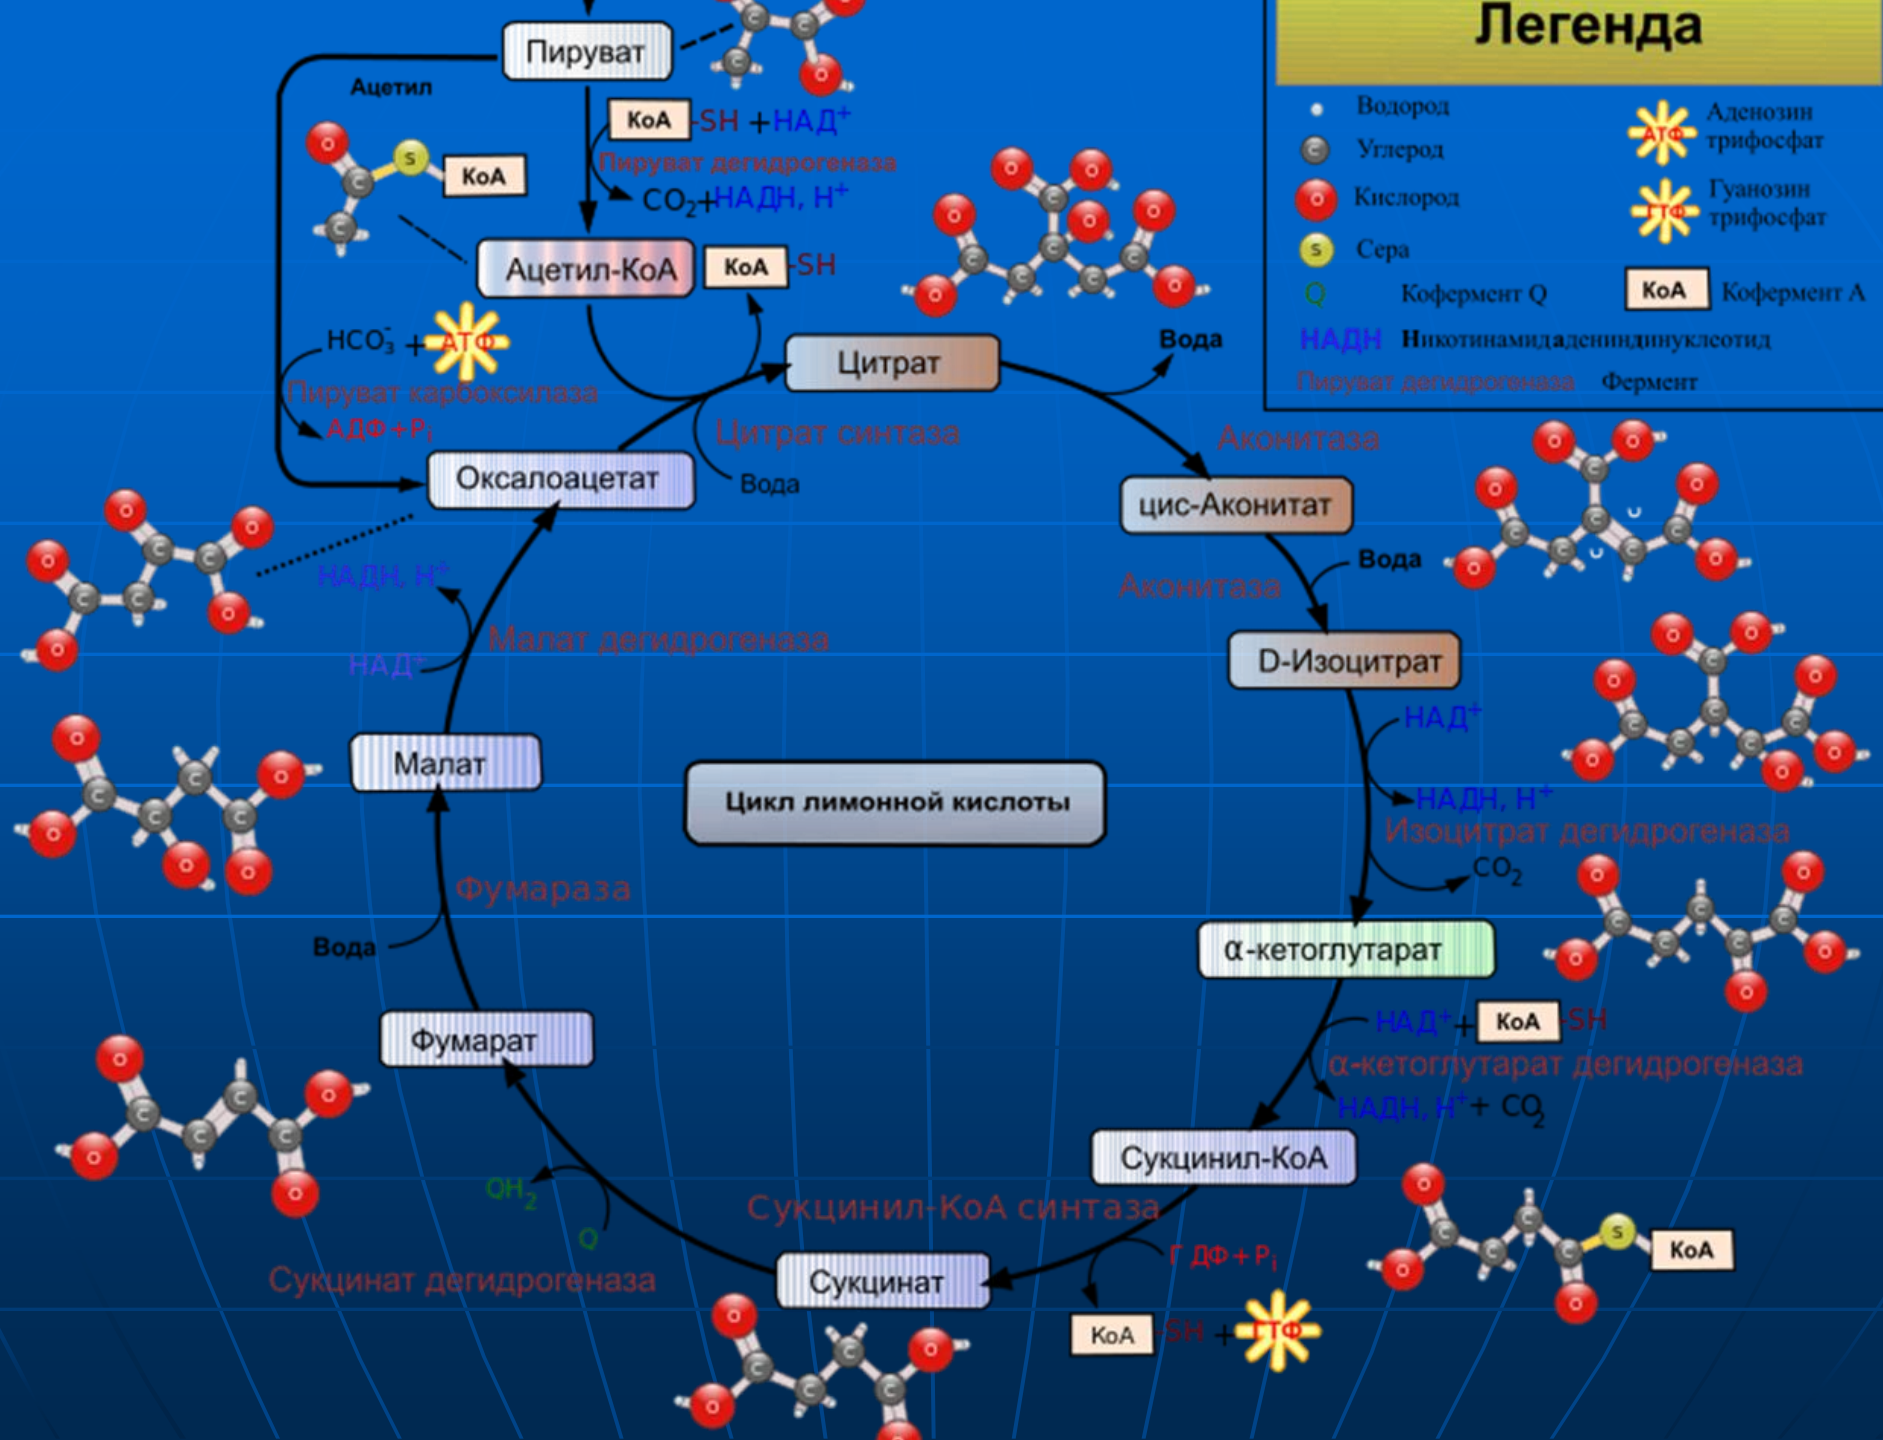 Легенда
Водород
Углерод
Кислород
Сера
Q Кофермент Q
НАДН Никотинамидадениндинуклеотид
Пируват дегидрогеназа Фермент
АТФ Аденозин
трифосфат
ГТФ Гуанозин
трифосфат
КоА Кофермент А
Пируват
Ацетил
КоА-SH +НАД⁺
Пируват дегидрогеназа
CO₂+НАДН, Н⁺
S КоА
Ацетил-КоА
КоА-SH
HCO₃⁻ + АТФ
Пируват карбоксилаза
АДФ+Pᵢ
Цитрат
Вода
Цитрат синтаза
Вода
Аконитаза
Оксалоацетат
цис-Аконитат
Вода
Аконитаза
D-Изоцитрат
НАДН, Н⁺
НАД⁺
Малат дегидрогеназа
НАД⁺
НАДН, Н⁺
Изоцитрат дегидрогеназа
CO₂
Малат
Цикл лимонной кислоты
Фумараза
Вода
α-кетоглутарат
НАД⁺+ КоА-SH
α-кетоглутарат дегидрогеназа
НАДН, Н⁺+ CO₂
Фумарат
Сукцинил-КоА
S КоА
QH₂
Q
Сукцинат дегидрогеназа
Сукцинил-КоА синтаза
Г ДФ+Pᵢ
КоА-SH + ГТФ
Сукцинат